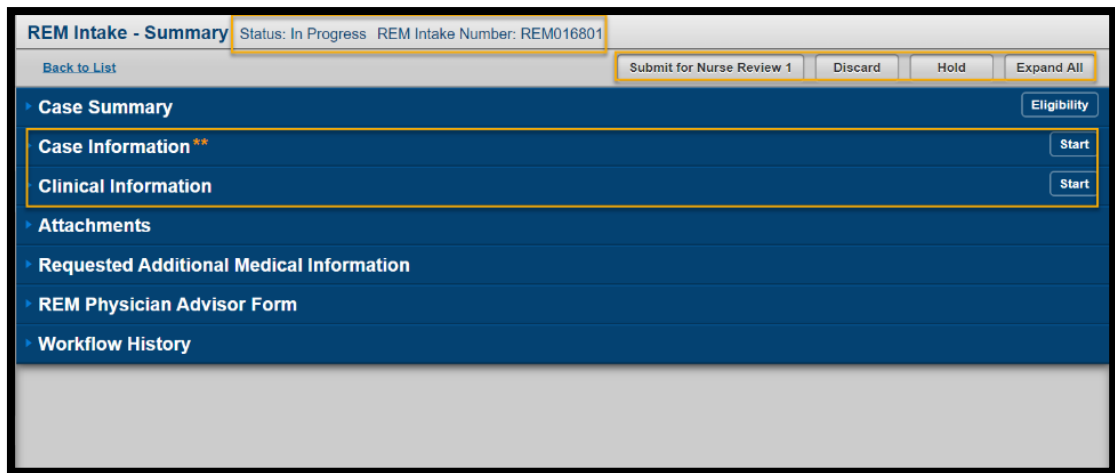 REM Intake - Summary Status: In Progress REM Intake Number: REM016801
Back to List Submit for Nurse Review 1 Discard Hold Expand All
Case Summary Eligibility
Case Information** Start
Clinical Information Start
Attachments
Requested Additional Medical Information
REM Physician Advisor Form
Workflow History